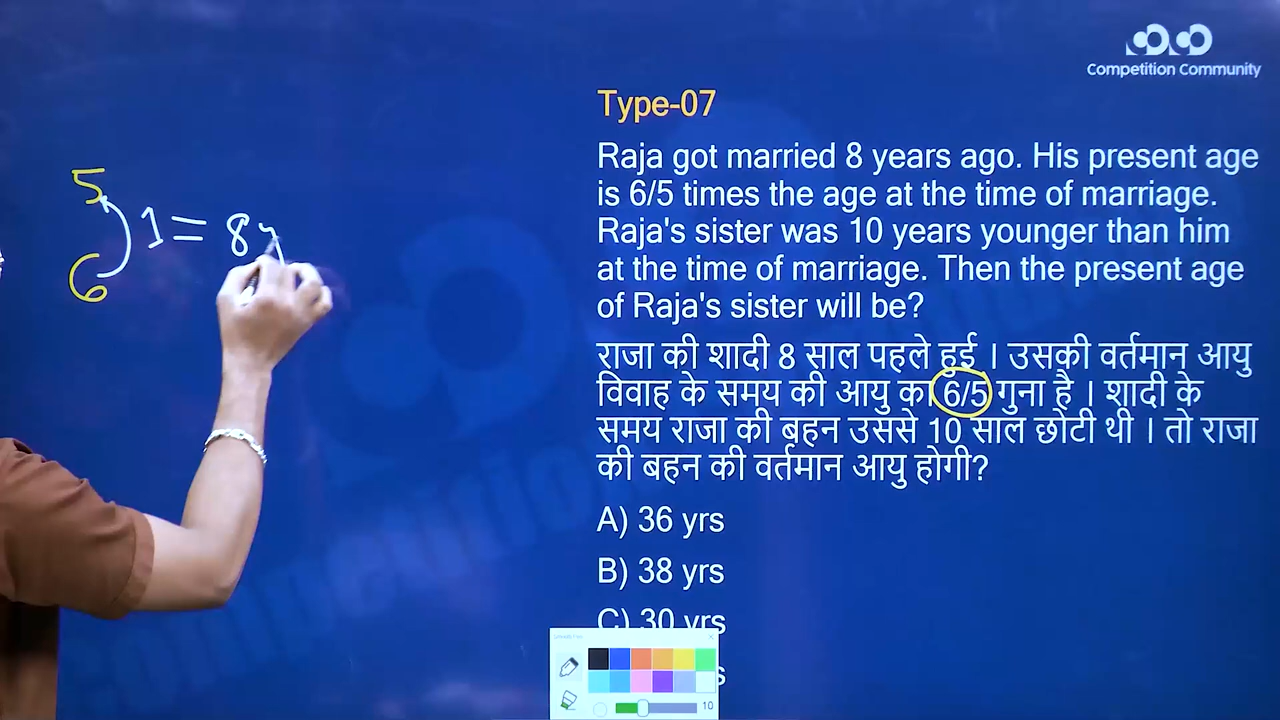 Competition Community
Type-07
Raja got married 8 years ago. His present age
is 6/5 times the age at the time of marriage.
Raja's sister was 10 years younger than him
at the time of marriage. Then the present age
of Raja's sister will be?
राजा की शादी 8 साल पहले हुई । उसकी वर्तमान आयु
विवाह के समय की आयु का 6/5 गुना है । शादी के
समय राजा की बहन उससे 10 साल छोटी थी । तो राजा
की बहन की वर्तमान आयु होगी?
A) 36 yrs
B) 38 yrs
C) 30 yrs
5
1 = 8
6
10